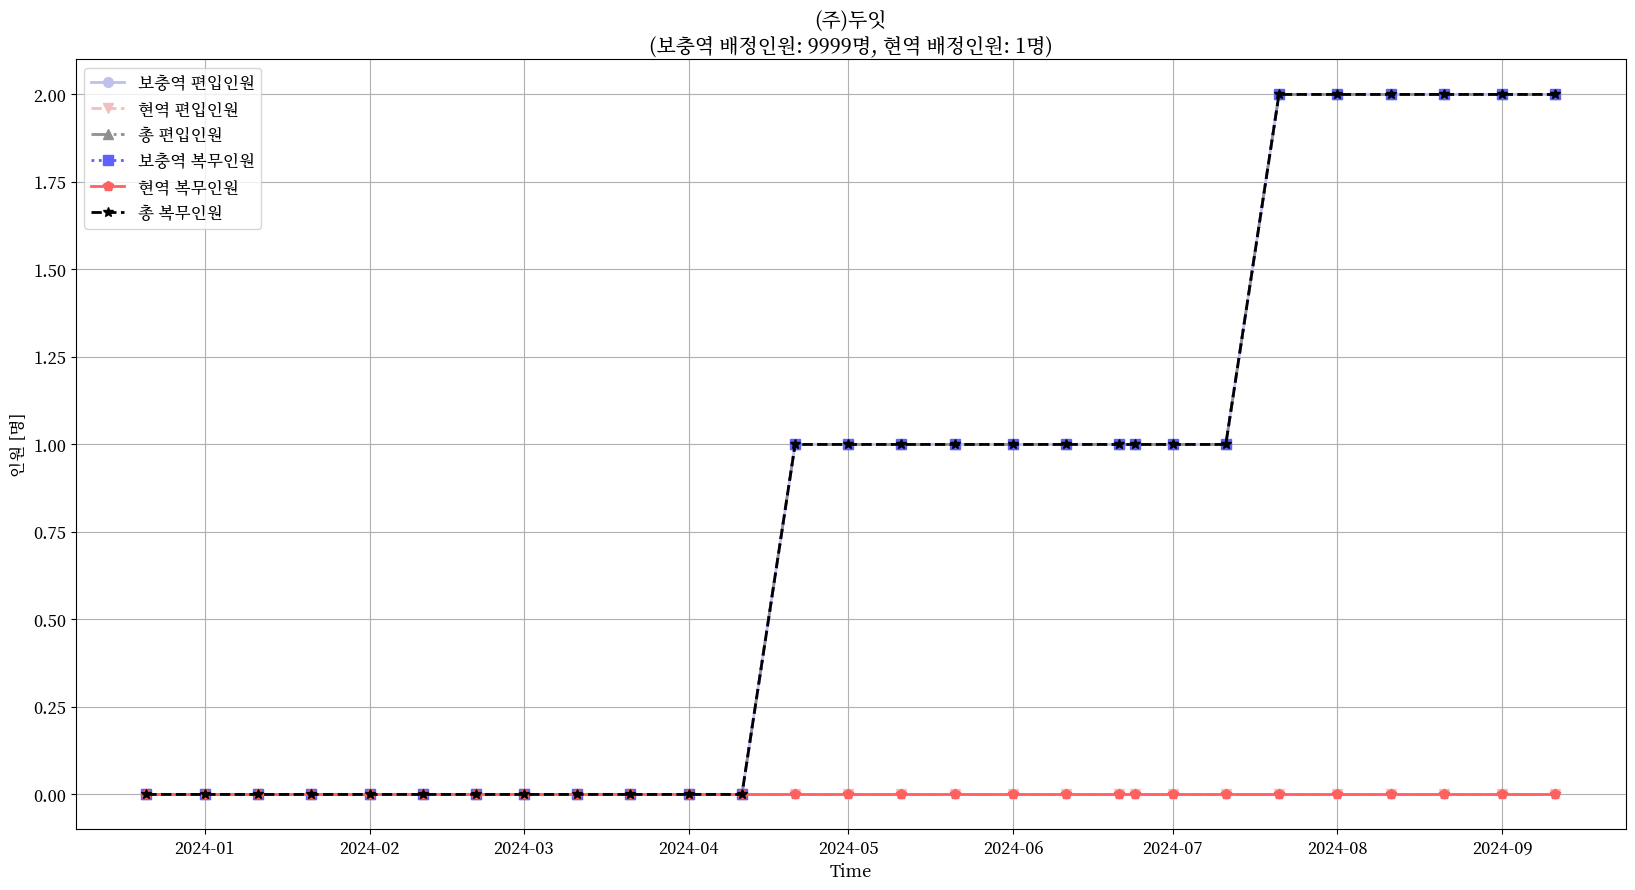 (주)두잇
(보충역 배정인원: 9999명, 현역 배정인원: 1명)
보충역 편입인원
현역 편입인원
총 편입인원
보충역 복무인원
현역 복무인원
총 복무인원
2.00
1.75
1.50
1.25
1.00
0.75
0.50
0.25
0.00
인원 [명]
2024-01 2024-02 2024-03 2024-04 2024-05 2024-06 2024-07 2024-08 2024-09
Time